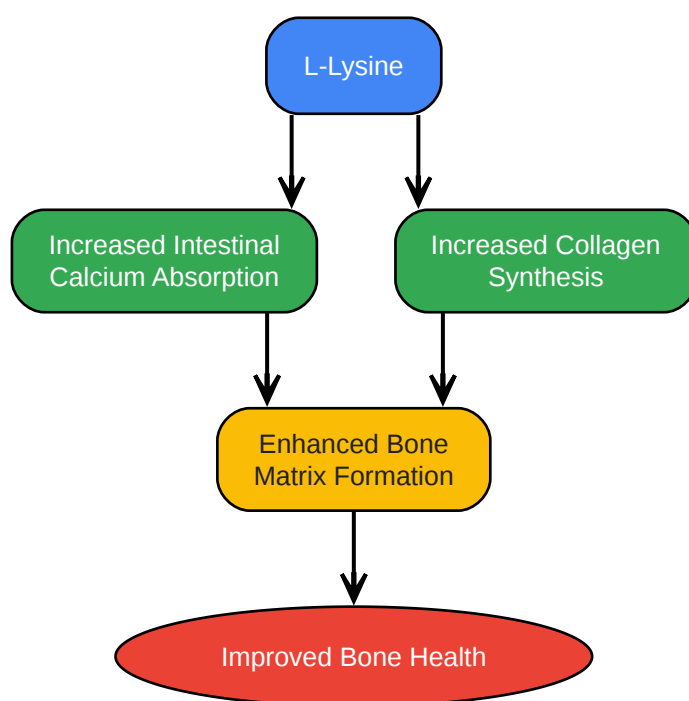 L-Lysine
Increased Intestinal
Calcium Absorption
Increased Collagen
Synthesis
Enhanced Bone
Matrix Formation
Improved Bone Health